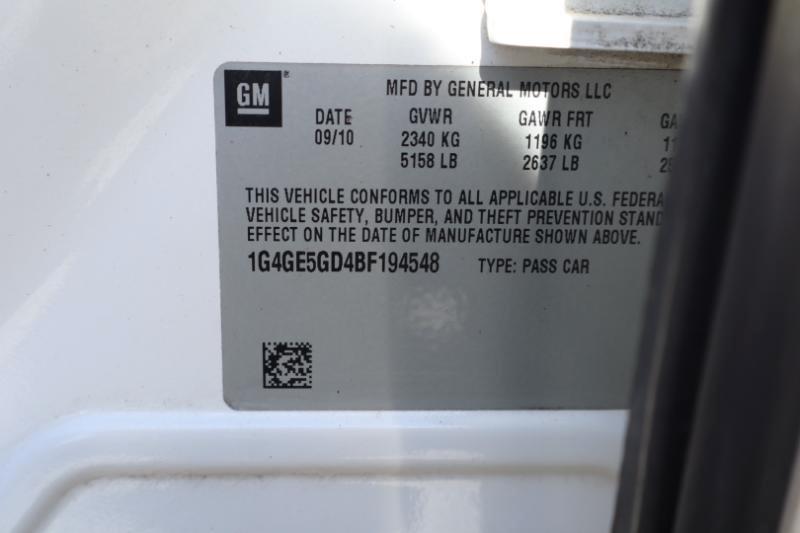 GM
MFD BY GENERAL MOTORS LLC
DATE GVWR GAWR FRT
09/10 2340 KG 1196 KG
5158 LB 2637 LB
THIS VEHICLE CONFORMS TO ALL APPLICABLE U.S.
VEHICLE SAFETY, BUMPER, AND THEFT PREVENTION
EFFECT ON THE DATE OF MANUFACTURE SHOWN ABOVE.
1G4GE5GD4BF194548 TYPE: PASS CAR